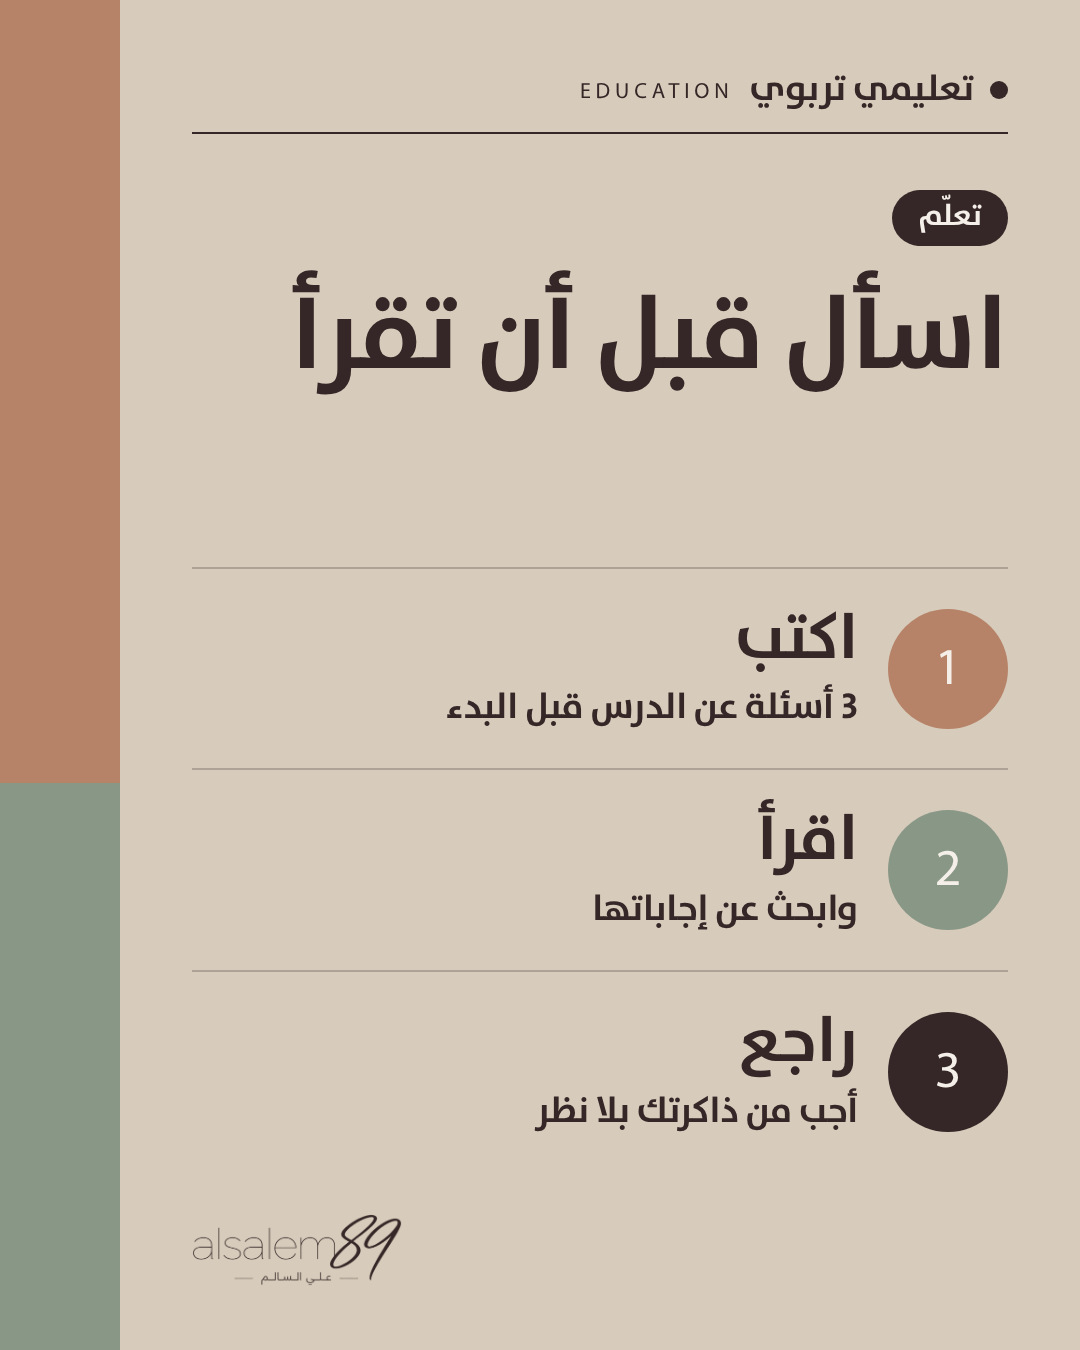 تعليمي تربوي EDUCATION
تعلّم
اسأل قبل أن تقرأ
1
اكتب
3 أسئلة عن الدرس قبل البدء
2
اقرأ
وابحث عن إجاباتها
3
راجع
أجب من ذاكرتك بلا نظر
alsalem89
علي السالم